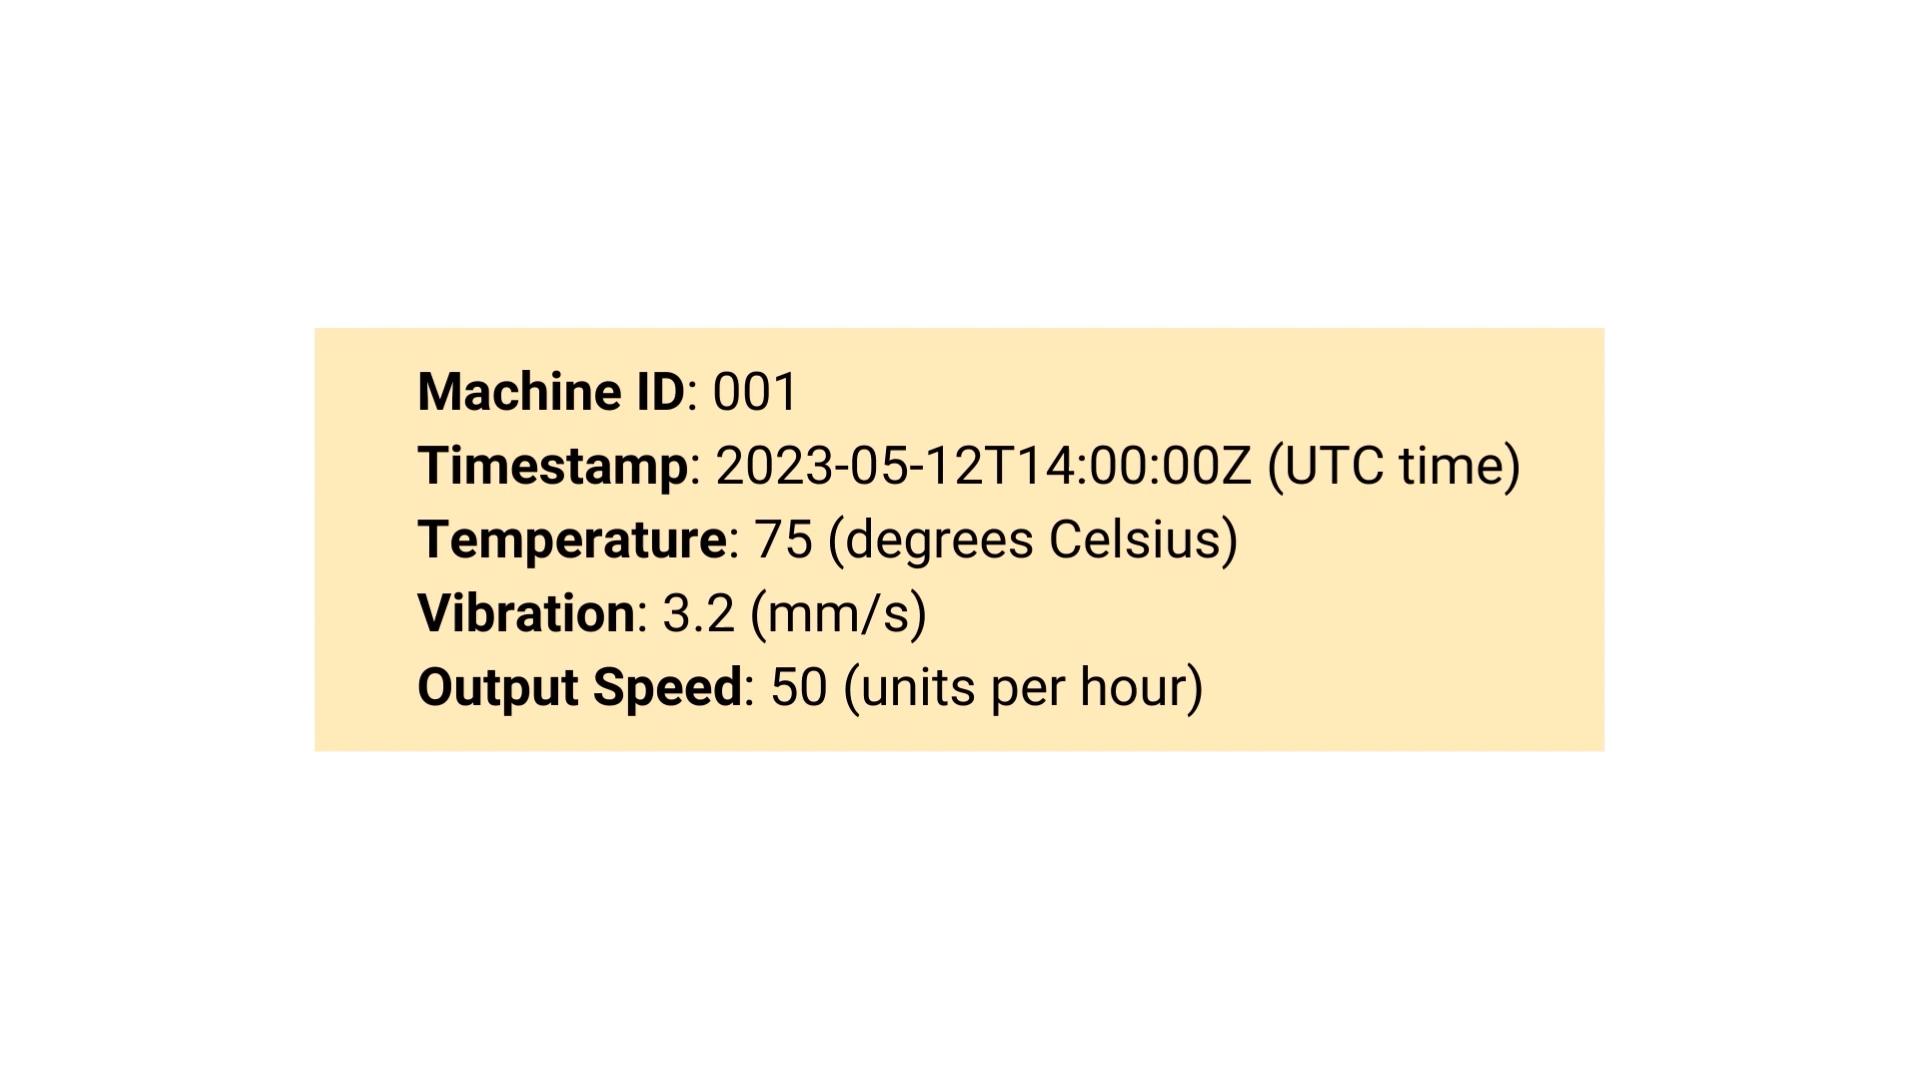 Machine ID: 001
Timestamp: 2023-05-12T14:00:00Z (UTC time)
Temperature: 75 (degrees Celsius)
Vibration: 3.2 (mm/s)
Output Speed: 50 (units per hour)